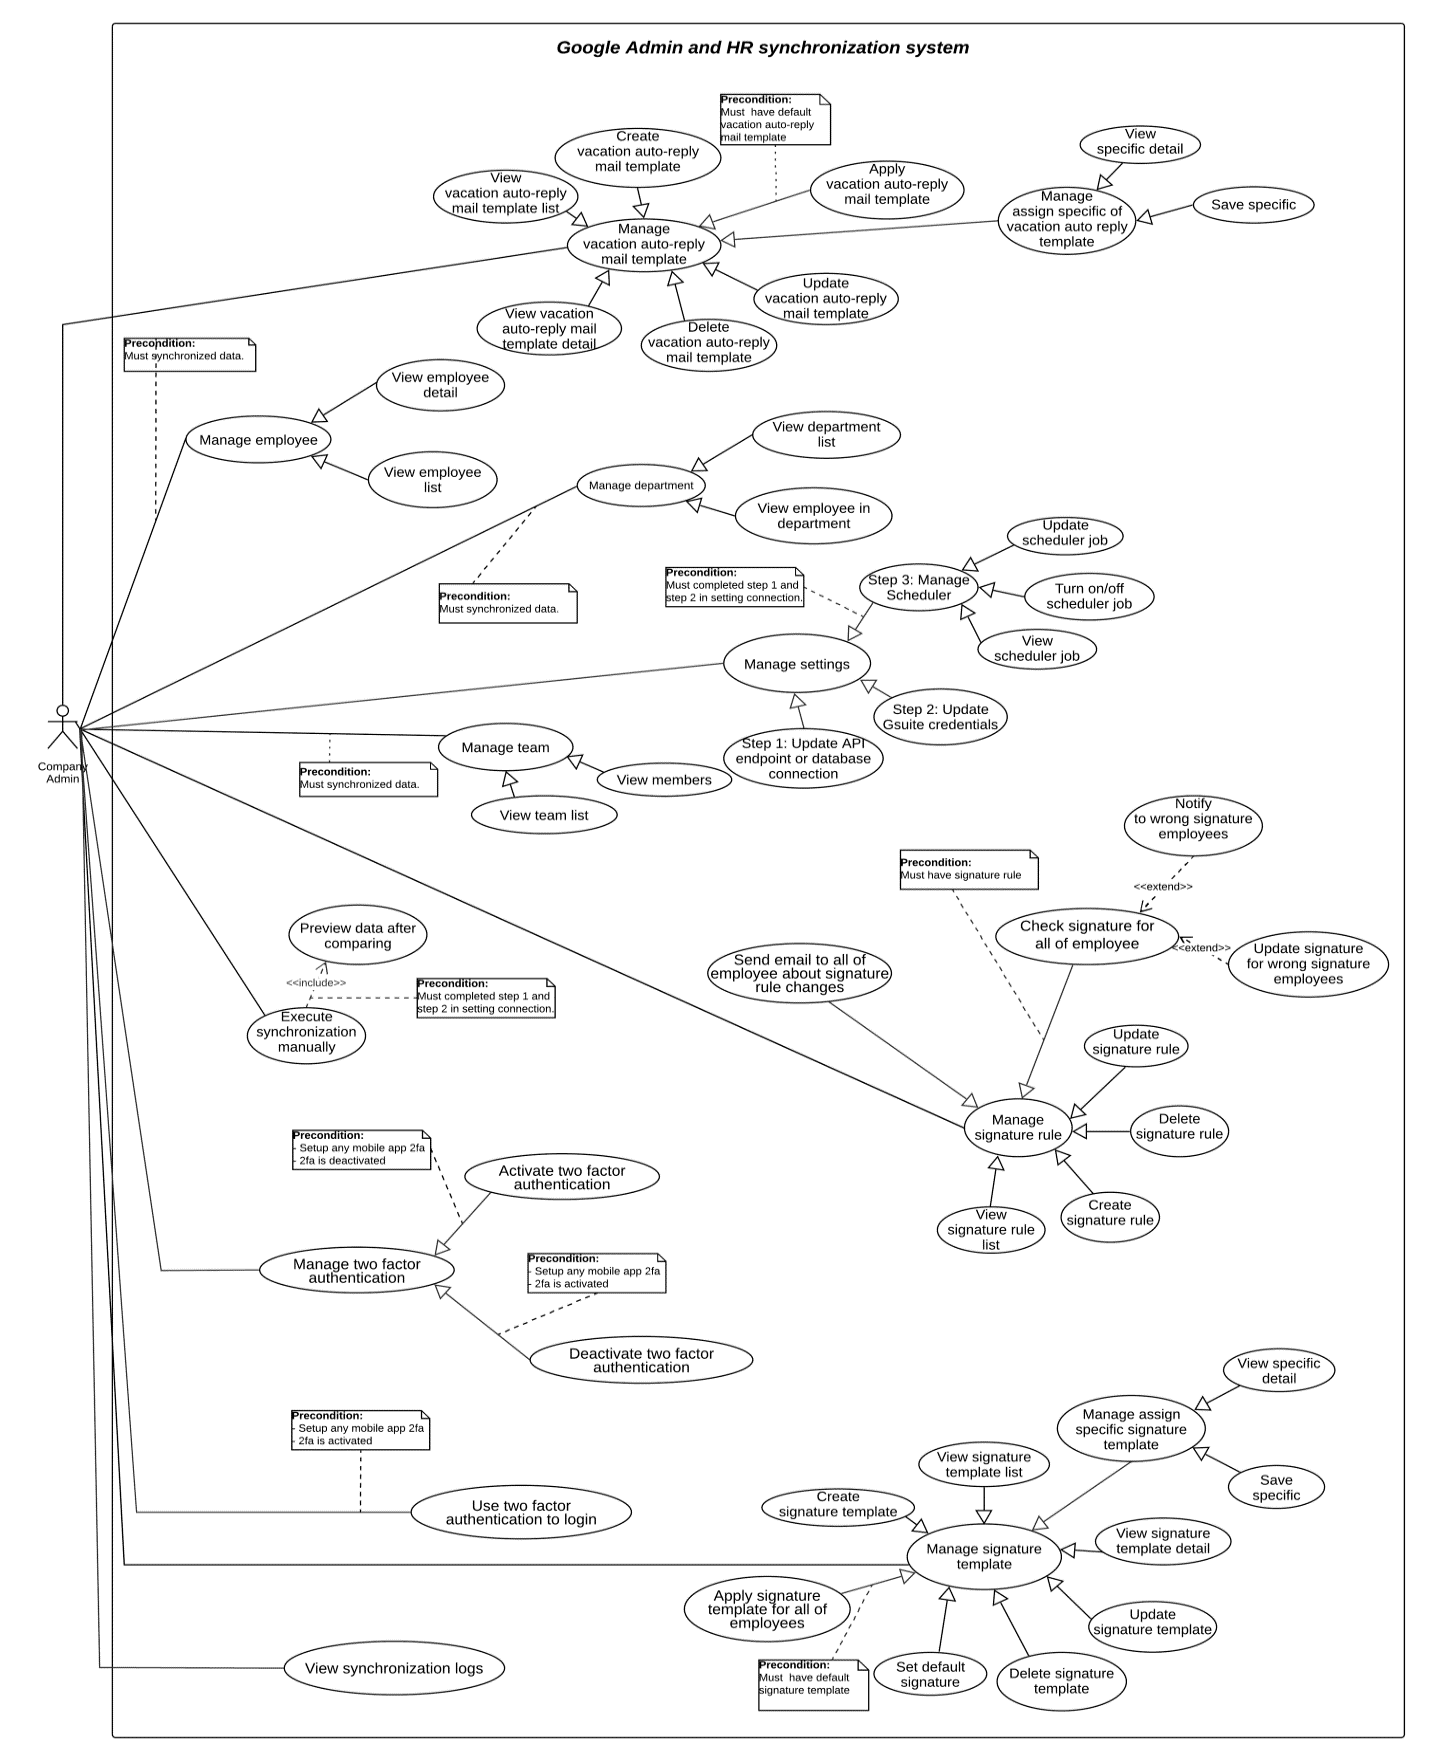 Google Admin and HR synchronization system
Precondition:
Must  have default
vacation auto-reply
mail template
Create
vacation auto-reply
mail template
View
vacation auto-reply
mail template list
Apply
vacation auto-reply
mail template
View
specific detail
Manage
assign specific of
vacation auto reply
template
Save specific
Manage
vacation auto-reply
mail template
Update
vacation auto-reply
mail template
View vacation
auto-reply mail
template detail
Delete
vacation auto-reply
mail template
Precondition:
Must synchronized data.
View employee
detail
Manage employee
View employee
list
View department
list
Manage department
View employee in
department
Precondition:
Must synchronized data.
Precondition:
Must completed step 1 and
step 2 in setting connection.
Update
scheduler job
Step 3: Manage
Scheduler
Turn on/off
scheduler job
View
scheduler job
Manage settings
Step 2: Update
Gsuite credentials
Step 1: Update API
endpoint or database
connection
Company
Admin
Manage team
Precondition:
Must synchronized data.
View members
View team list
Notify
to wrong signature
employees
Precondition:
Must have signature rule
<<extend>>
Check signature for
all of employee
<<extend>>
Update signature
for wrong signature
employees
Preview data after
comparing
<<include>>
Precondition:
Must completed step 1 and
step 2 in setting connection.
Execute
synchronization
manually
Send email to all of
employee about signature
rule changes
Update
signature rule
Manage
signature rule
Delete
signature rule
Create
signature rule
View
signature rule
list
Precondition:
- Setup any mobile app 2fa
- 2fa is deactivated
Activate two factor
authentication
Manage two factor
authentication
Precondition:
- Setup any mobile app 2fa
- 2fa is activated
Deactivate two factor
authentication
Precondition:
- Setup any mobile app 2fa
- 2fa is activated
Use two factor
authentication to login
View specific
detail
Manage assign
specific signature
template
Save
specific
View signature
template list
Create
signature template
Manage signature
template
View signature
template detail
Apply signature
template for all of
employees
Update
signature template
Precondition:
Must  have default
signature template
Set default
signature
Delete signature
template
View synchronization logs